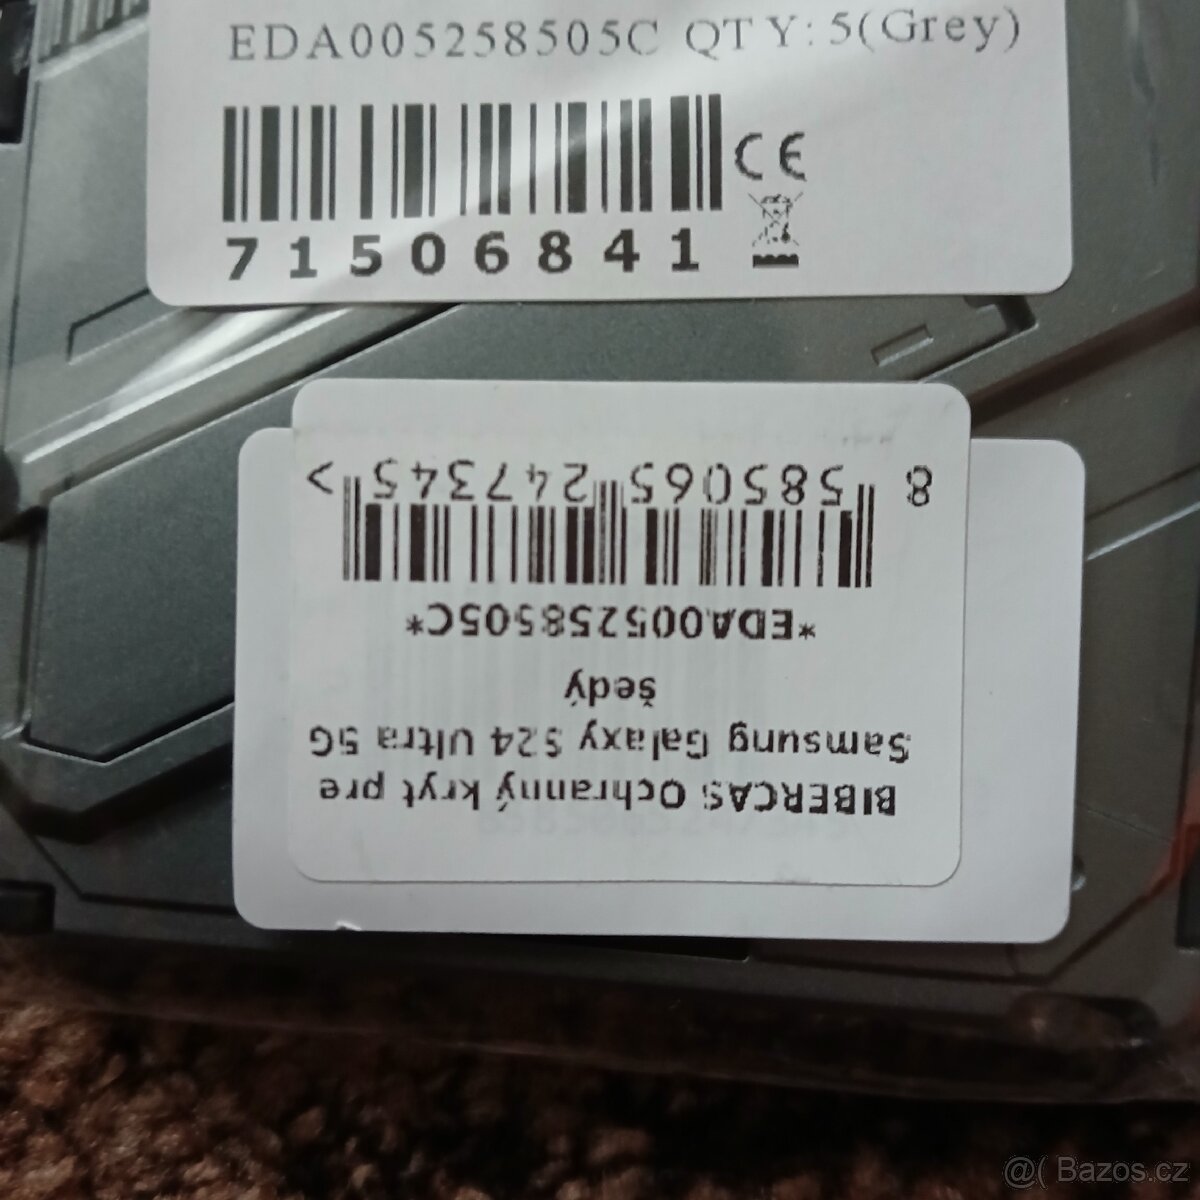 EDA005258505C QTY:5(Grey)
CE
71506841
BIBERCAS Ochranný kryt pre
Samsung Galaxy S24 Ultra 5G
šedý
*EDA005258505C*
8 585065 247345 >
@( Bazos.cz